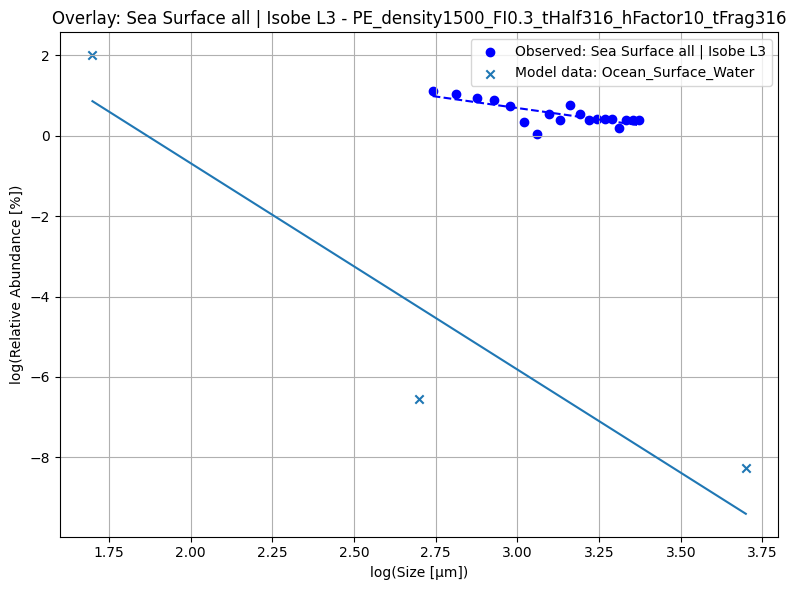 Overlay: Sea Surface all | Isobe L3 - PE_density1500_FI0.3_tHalf316_hFactor10_tFrag316
Observed: Sea Surface all | Isobe L3
Model data: Ocean_Surface_Water
log(Relative Abundance [%])
2
0
−2
−4
−6
−8
1.75 2.00 2.25 2.50 2.75 3.00 3.25 3.50 3.75
log(Size [μm])